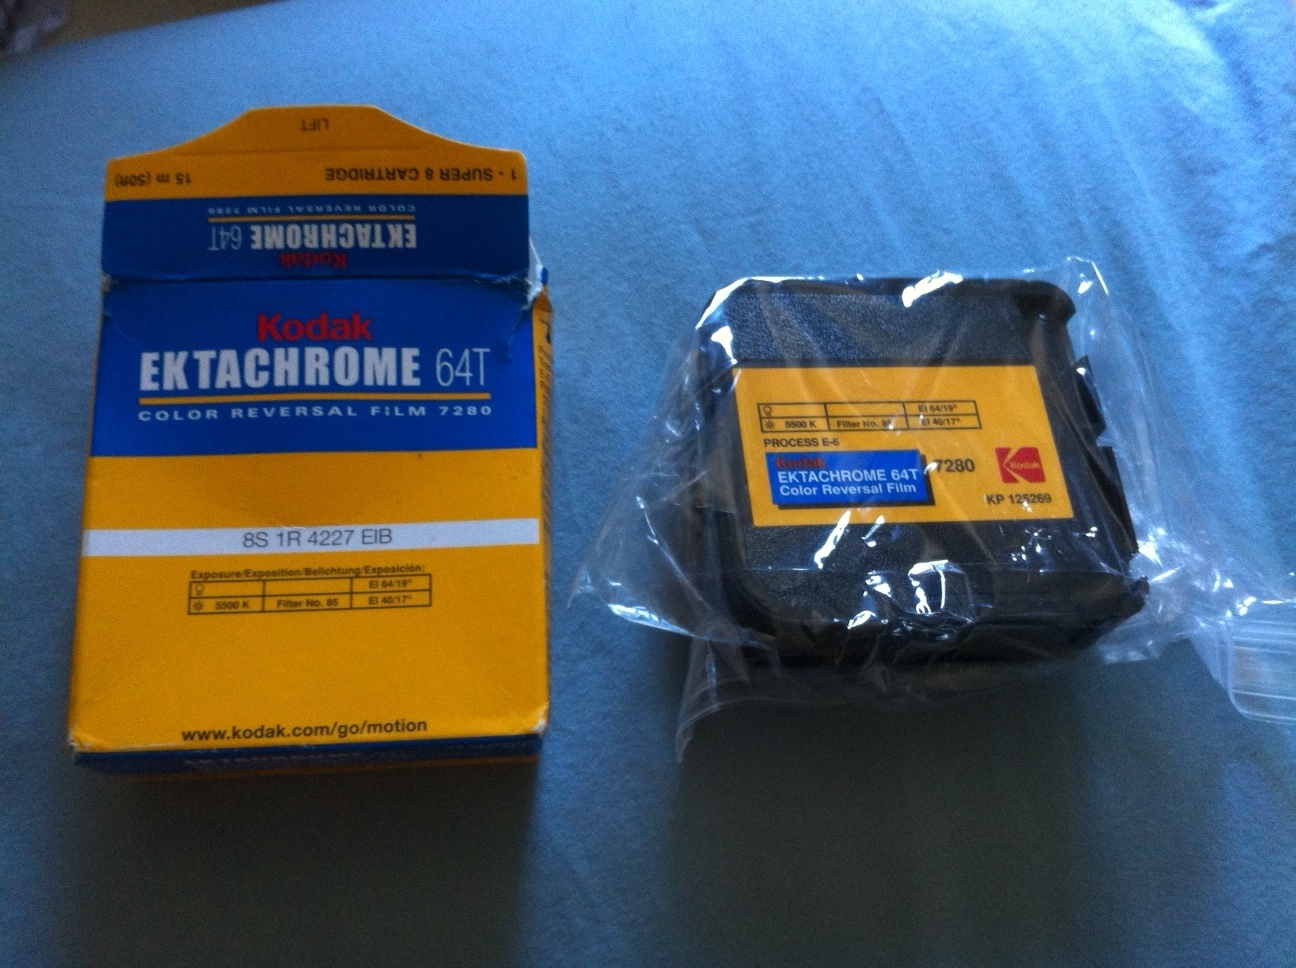 LIFT
1 - SUPER 8 CARTRIDGE 15 m (50ft)
COLOR REVERSAL FILM 7280
EKTACHROME 64T
Kodak
Kodak
EKTACHROME 64T
COLOR REVERSAL FILM 7280
8S 1R 4227 EIB
Exposure/Exposition/Belichtung/Exposición:
EI 64/19°
5500 K Filter No. 85 EI 40/17°
www.kodak.com/go/motion
EI 64/19°
5500 K Filter No. 85 EI 40/17°
PROCESS E-6
Kodak
EKTACHROME 64T 7280
Color Reversal Film
Kodak
KP 125269